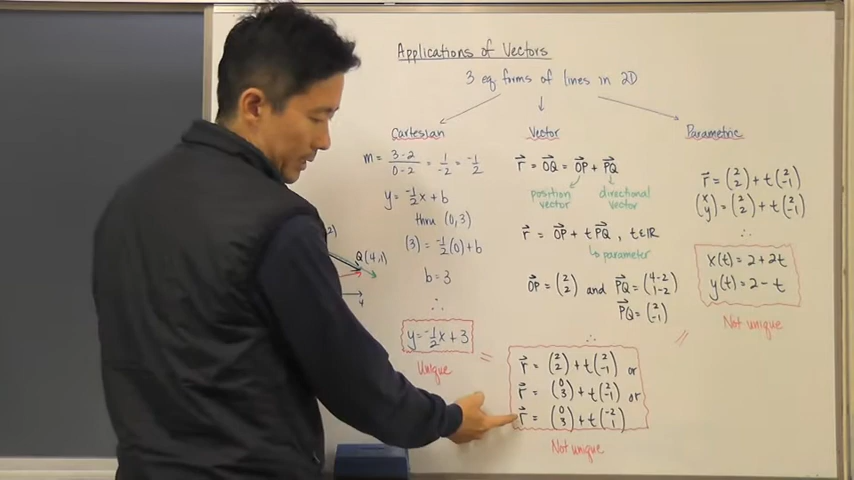 Applications of Vectors
3 eq forms of lines in 2D
Cartesian
m = 3-2/0-2 = 1/-2 = -1/2
y = -1/2 x + b
thru (0,3)
(3) = -1/2(0) + b
b = 3
∴
y = -1/2 x + 3
Unique
Q(4,1)
4
=
Vector
r⃗ = OQ⃗ = OP⃗ + PQ⃗
position vector
directional vector
r⃗ = OP⃗ + t PQ⃗ , t∈ℝ
parameter
OP⃗ = (2 2) and PQ⃗ = (4-2 1-2)
PQ⃗ = (2 -1)
∴
r⃗ = (2 2) + t(2 -1) or
r⃗ = (0 3) + t(2 -1) or
r⃗ = (0 3) + t(-2 1)
Not unique
=
Parametric
r⃗ = (2 2) + t(2 -1)
(x y) = (2 2) + t(2 -1)
∴
x(t) = 2 + 2t
y(t) = 2 - t
Not unique